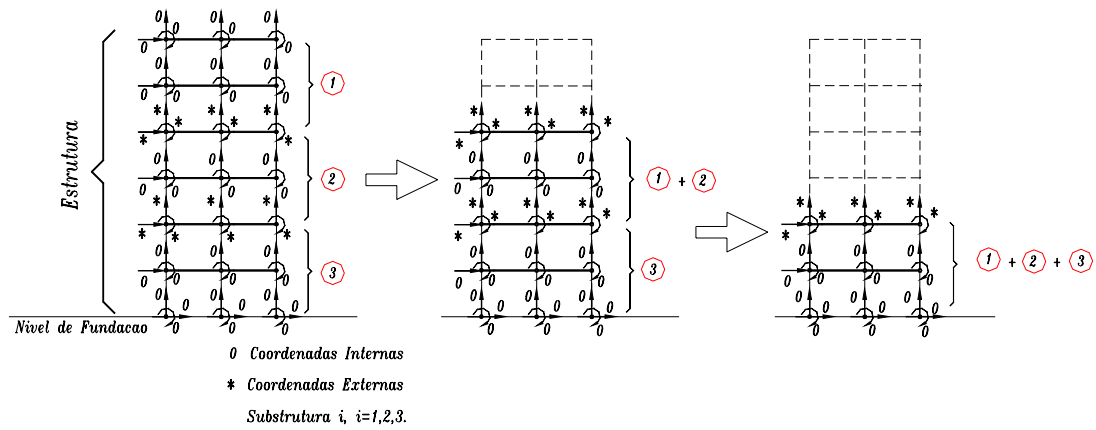 Estrutura
1
2
3
1 + 2
3
1 + 2 + 3
Nivel de Fundacao
0 Coordenadas Internas
* Coordenadas Externas
Substrutura i, i=1,2,3.